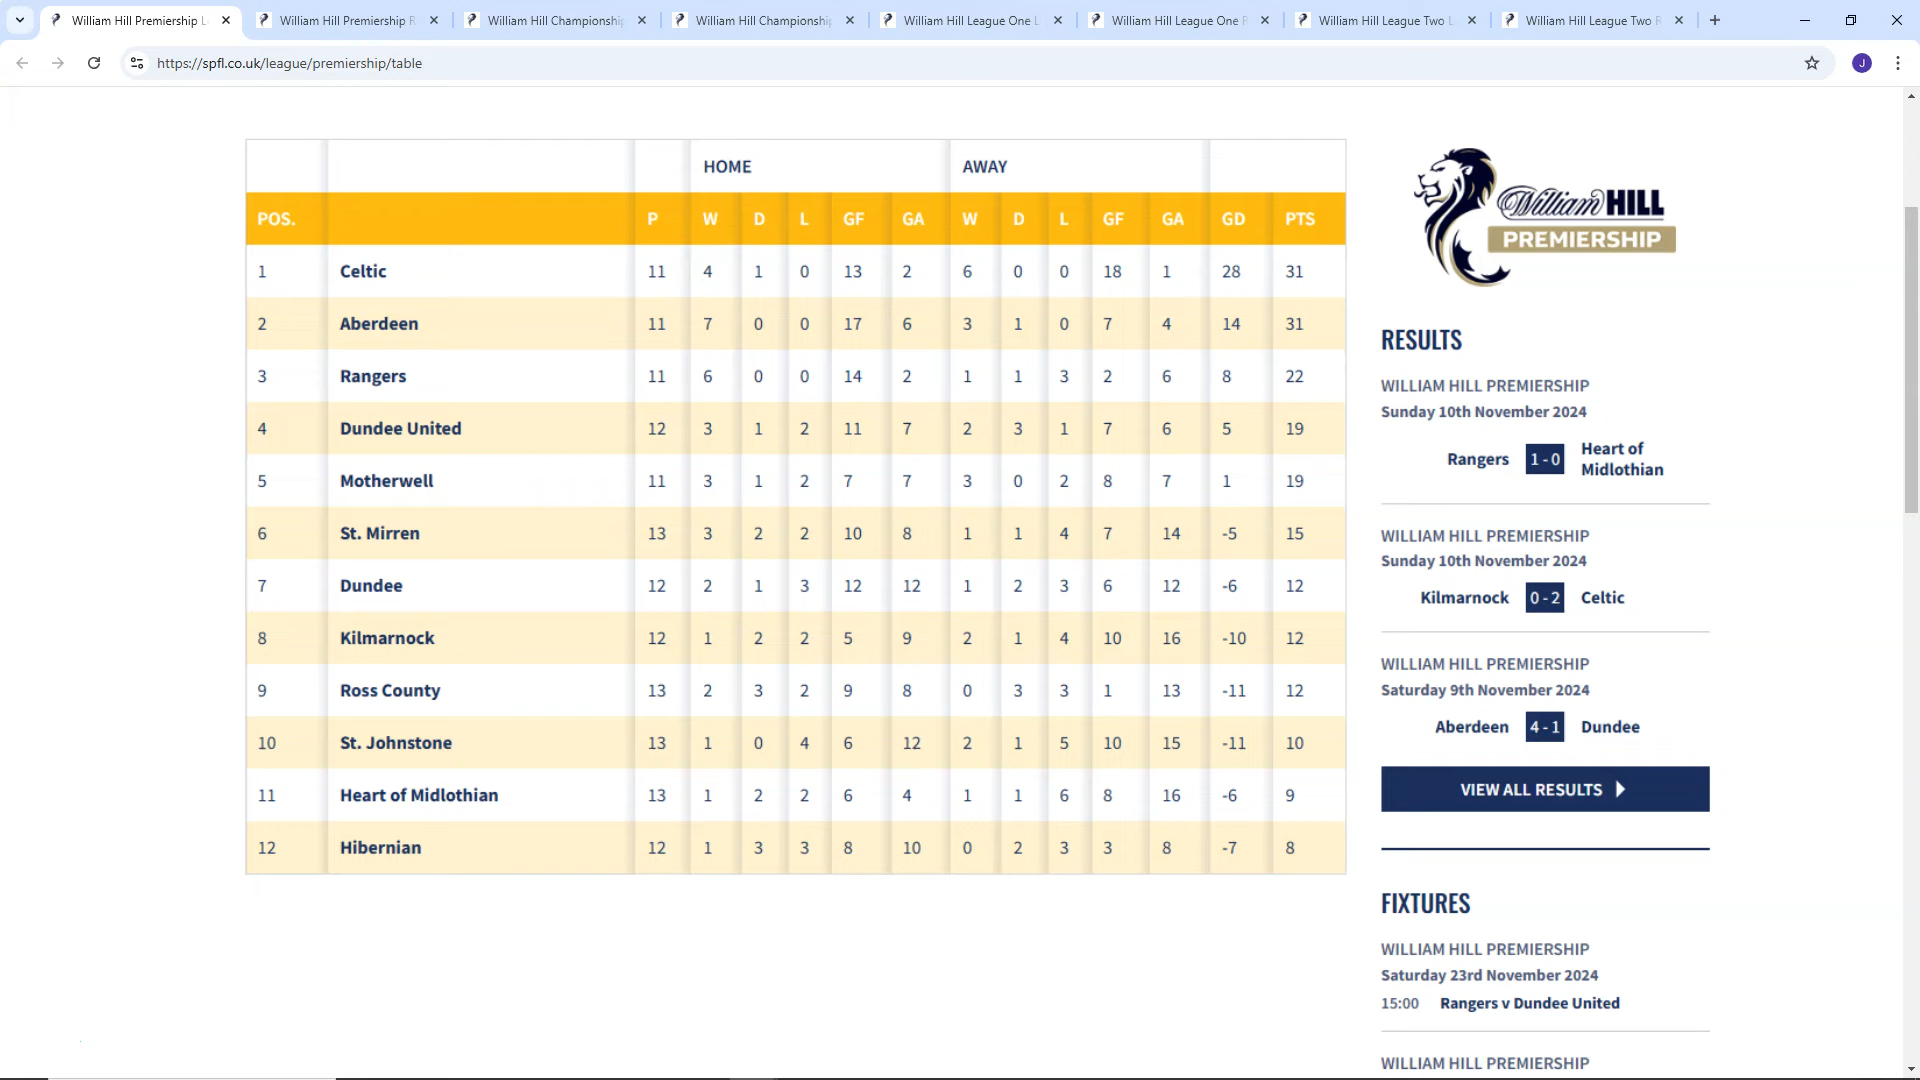 William Hill Premiership L
William Hill Premiership R
William Hill Championship
William Hill Championship
William Hill League One L
William Hill League One R
William Hill League Two L
William Hill League Two R
https://spfl.co.uk/league/premiership/table
J
HOME AWAY
POS. P W D L GF GA W D L GF GA GD PTS
1 Celtic 11 4 1 0 13 2 6 0 0 18 1 28 31
2 Aberdeen 11 7 0 0 17 6 3 1 0 7 4 14 31
3 Rangers 11 6 0 0 14 2 1 1 3 2 6 8 22
4 Dundee United 12 3 1 2 11 7 2 3 1 7 6 5 19
5 Motherwell 11 3 1 2 7 7 3 0 2 8 7 1 19
6 St. Mirren 13 3 2 2 10 8 1 1 4 7 14 -5 15
7 Dundee 12 2 1 3 12 12 1 2 3 6 12 -6 12
8 Kilmarnock 12 1 2 2 5 9 2 1 4 10 16 -10 12
9 Ross County 13 2 3 2 9 8 0 3 3 1 13 -11 12
10 St. Johnstone 13 1 0 4 6 12 2 1 5 10 15 -11 10
11 Heart of Midlothian 13 1 2 2 6 4 1 1 6 8 16 -6 9
12 Hibernian 12 1 3 3 8 10 0 2 3 3 8 -7 8
William HILL
PREMIERSHIP
RESULTS
WILLIAM HILL PREMIERSHIP
Sunday 10th November 2024
Rangers 1 - 0 Heart of
Midlothian
WILLIAM HILL PREMIERSHIP
Sunday 10th November 2024
Kilmarnock 0 - 2 Celtic
WILLIAM HILL PREMIERSHIP
Saturday 9th November 2024
Aberdeen 4 - 1 Dundee
VIEW ALL RESULTS
FIXTURES
WILLIAM HILL PREMIERSHIP
Saturday 23rd November 2024
15:00 Rangers v Dundee United
WILLIAM HILL PREMIERSHIP